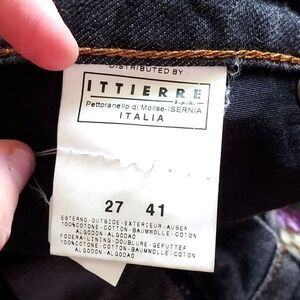 DISTRIBUTED BY:
ITTIERRE
S.p.A.
Pettoranello di Molise-ISERNIA
ITALIA
27 41
ESTERNO-OUTSIDE-EXTERIEUR-AUSEN
100%COTONE-COTTON-BAUMWOLLE-COTON
ALGODON ALGODAO
FODERA-LINING-DOUBLURE-GEFUTTEF
100%COTONE-COTTON-BAUMWOLLE-COTON
ALGODON ALGODAO